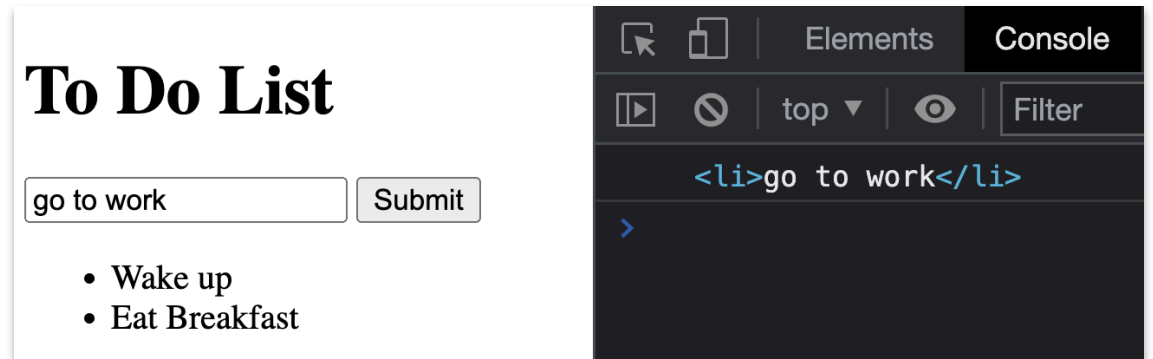 To Do List
go to work Submit
• Wake up
• Eat Breakfast
Elements Console
top ▼ Filter
<li>go to work</li>
>